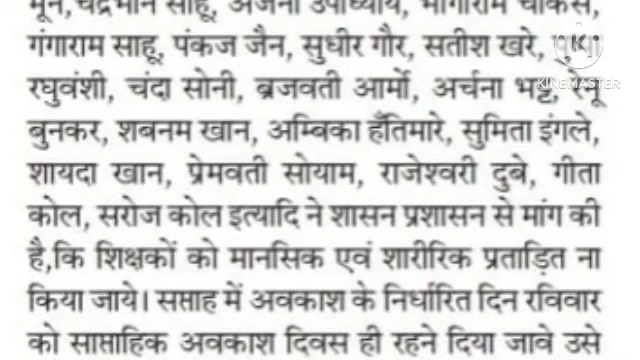 मून, चंद्रभान साहू, अंजना उपाध्याय, भागीराम चौकसे,
गंगाराम साहू, पंकज जैन, सुधीर गौर, सतीश खरे,
रघुवंशी, चंदा सोनी, ब्रजवती आर्मो, अर्चना भट्ट,
बुनकर, शबनम खान, अम्बिका हँतिमारे, सुमिता इंगले,
शायदा खान, प्रेमवती सोयाम, राजेश्वरी दुबे, गीता
कोल, सरोज कोल इत्यादि ने शासन प्रशासन से मांग की
है,कि शिक्षकों को मानसिक एवं शारीरिक प्रताड़ित ना
किया जाये। सप्ताह में अवकाश के निर्धारित दिन रविवार
को साप्ताहिक अवकाश दिवस ही रहने दिया जावे उसे
K
KINEMASTER